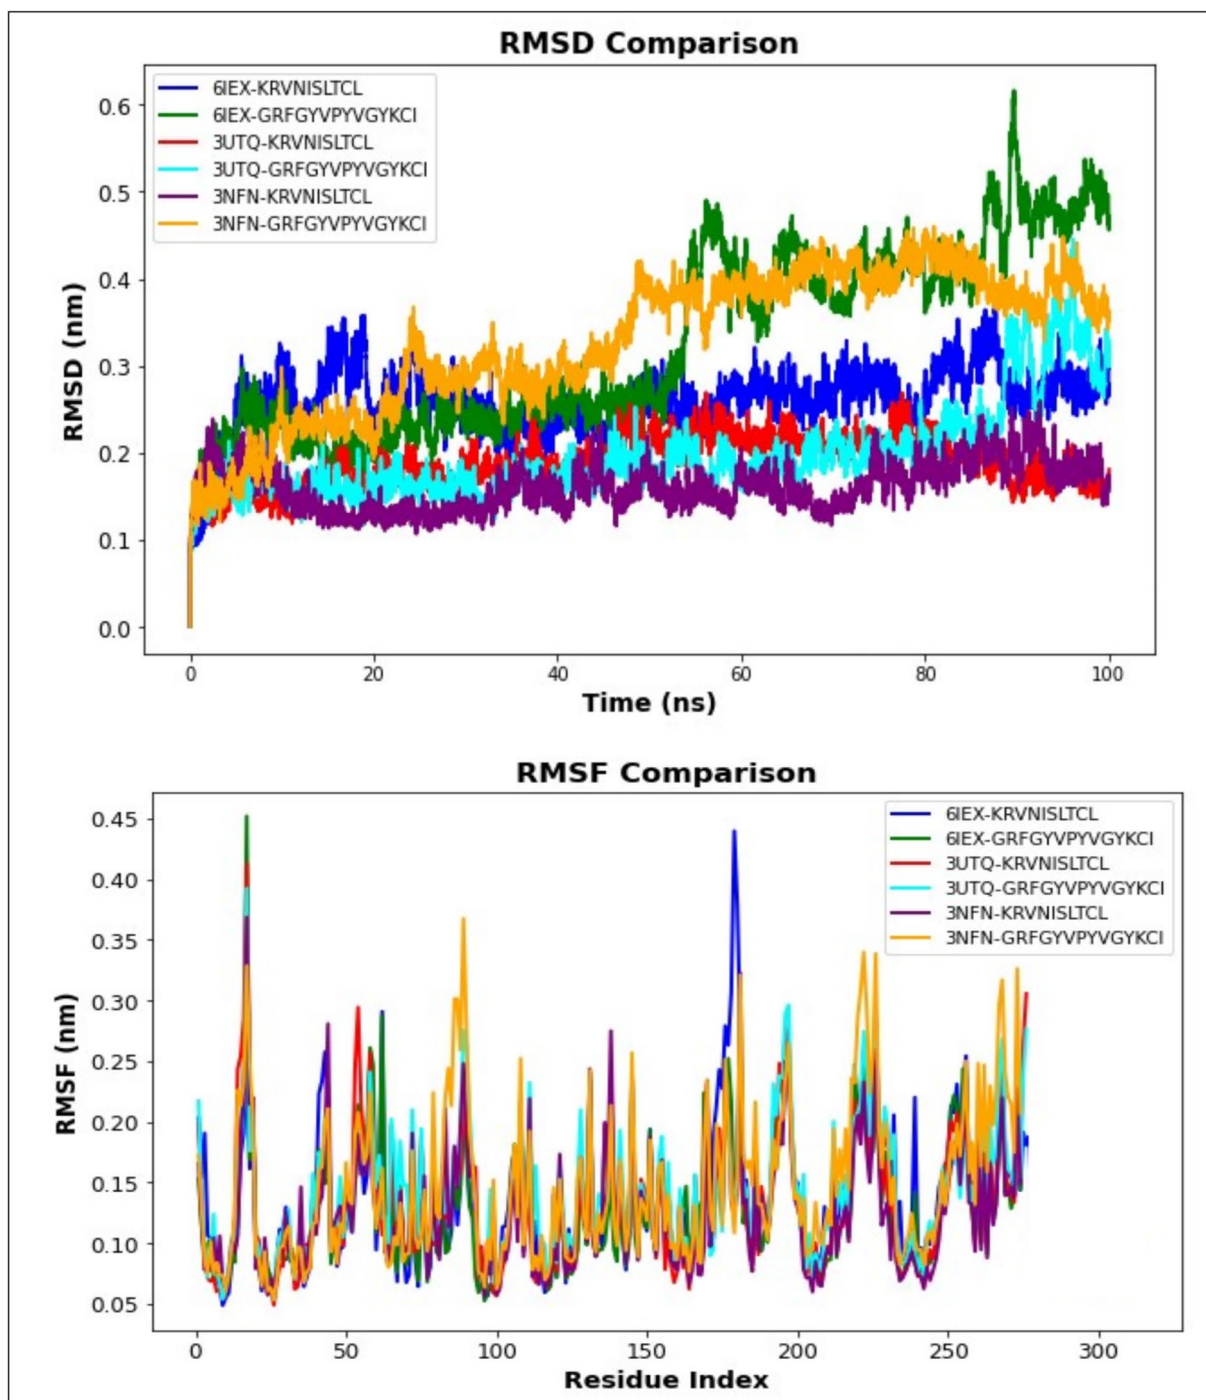 RMSD Comparison
6IEX-KRVNISLTCL
6IEX-GRFGYVPYVGYKCI
3UTQ-KRVNISLTCL
3UTQ-GRFGYVPYVGYKCI
3NFN-KRVNISLTCL
3NFN-GRFGYVPYVGYKCI
0.6
0.5
0.4
0.3
0.2
0.1
0.0
RMSD (nm)
0 20 40 60 80 100
Time (ns)
RMSF Comparison
6IEX-KRVNISLTCL
6IEX-GRFGYVPYVGYKCI
3UTQ-KRVNISLTCL
3UTQ-GRFGYVPYVGYKCI
3NFN-KRVNISLTCL
3NFN-GRFGYVPYVGYKCI
0.45
0.40
0.35
0.30
0.25
0.20
0.15
0.10
0.05
RMSF (nm)
0 50 100 150 200 250 300
Residue Index